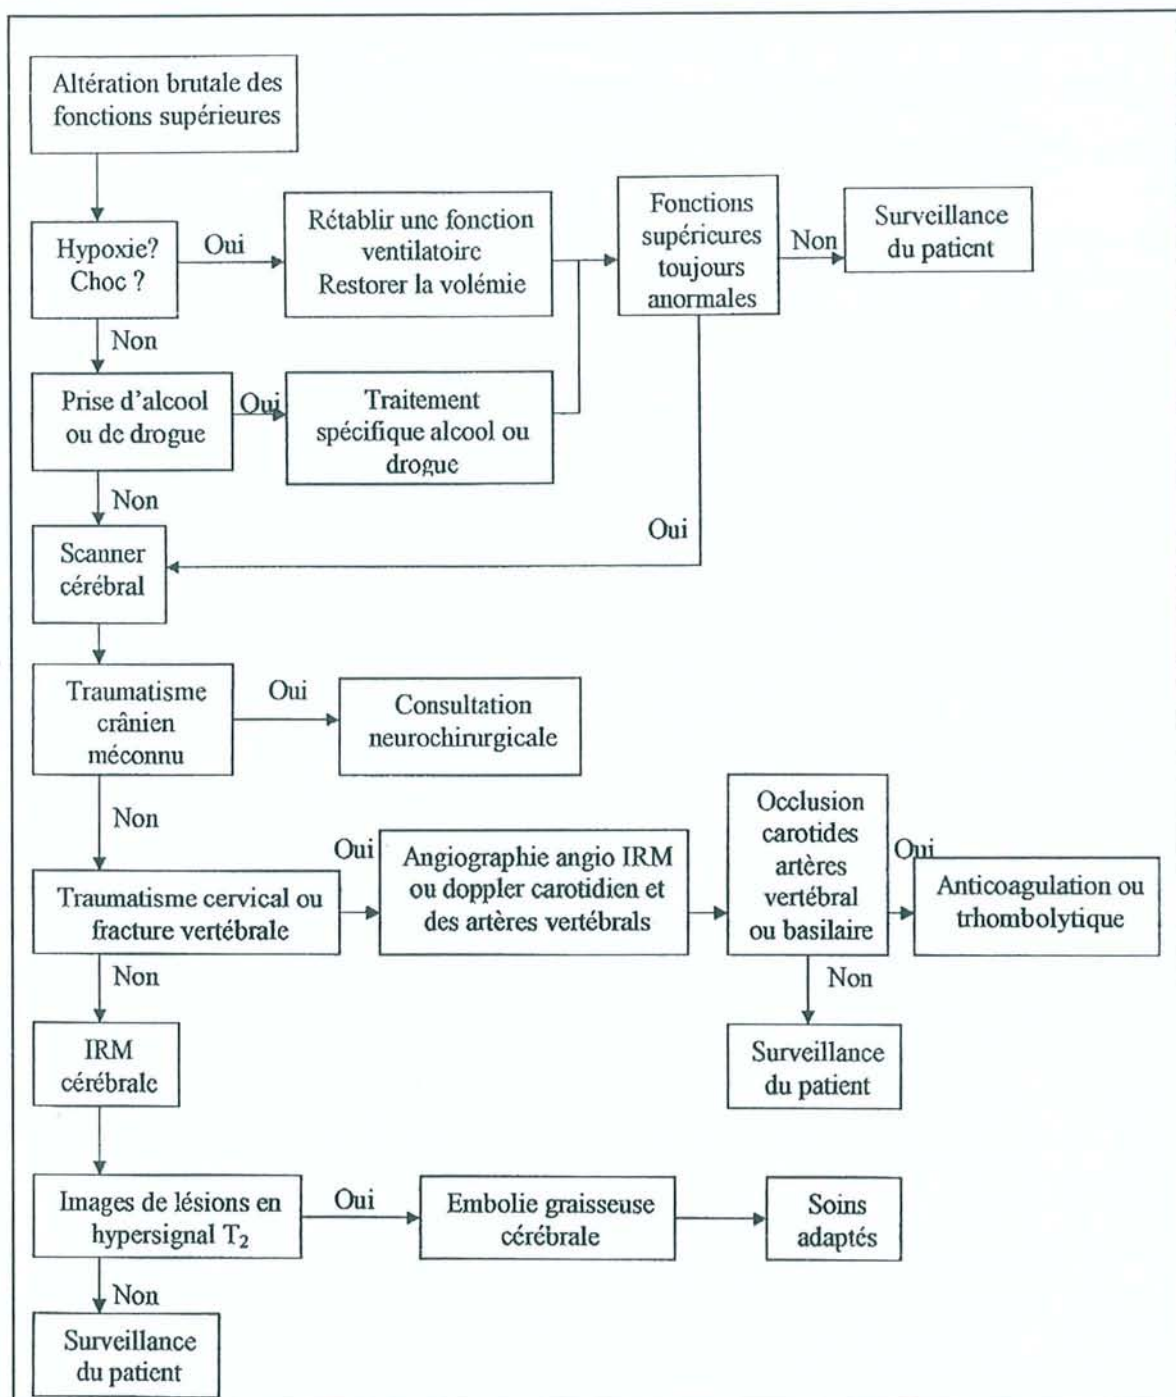 Altération brutale des
fonctions supérieures
Hypoxie?
Choc ?
Oui
Rétablir une fonction
ventilatoire
Restorer la volémie
Fonctions
supérieures
toujours
anormales
Non
Surveillance
du patient
Non
Prise d'alcool
ou de drogue
Oui
Traitement
spécifique alcool ou
drogue
Non
Oui
Scanner
cérébral
Traumatisme
crânien
méconnu
Oui
Consultation
neurochirurgicale
Non
Traumatisme cervical ou
fracture vertébrale
Oui
Angiographie angio IRM
ou doppler carotidien et
des artères vertébrals
Occlusion
carotides
artères
vertébral
ou basilaire
Oui
Anticoagulation ou
trhombolytique
Non
Non
Surveillance
du patient
IRM
cérébrale
Images de lésions en
hypersignal T₂
Oui
Embolie graisseuse
cérébrale
Soins
adaptés
Non
Surveillance
du patient